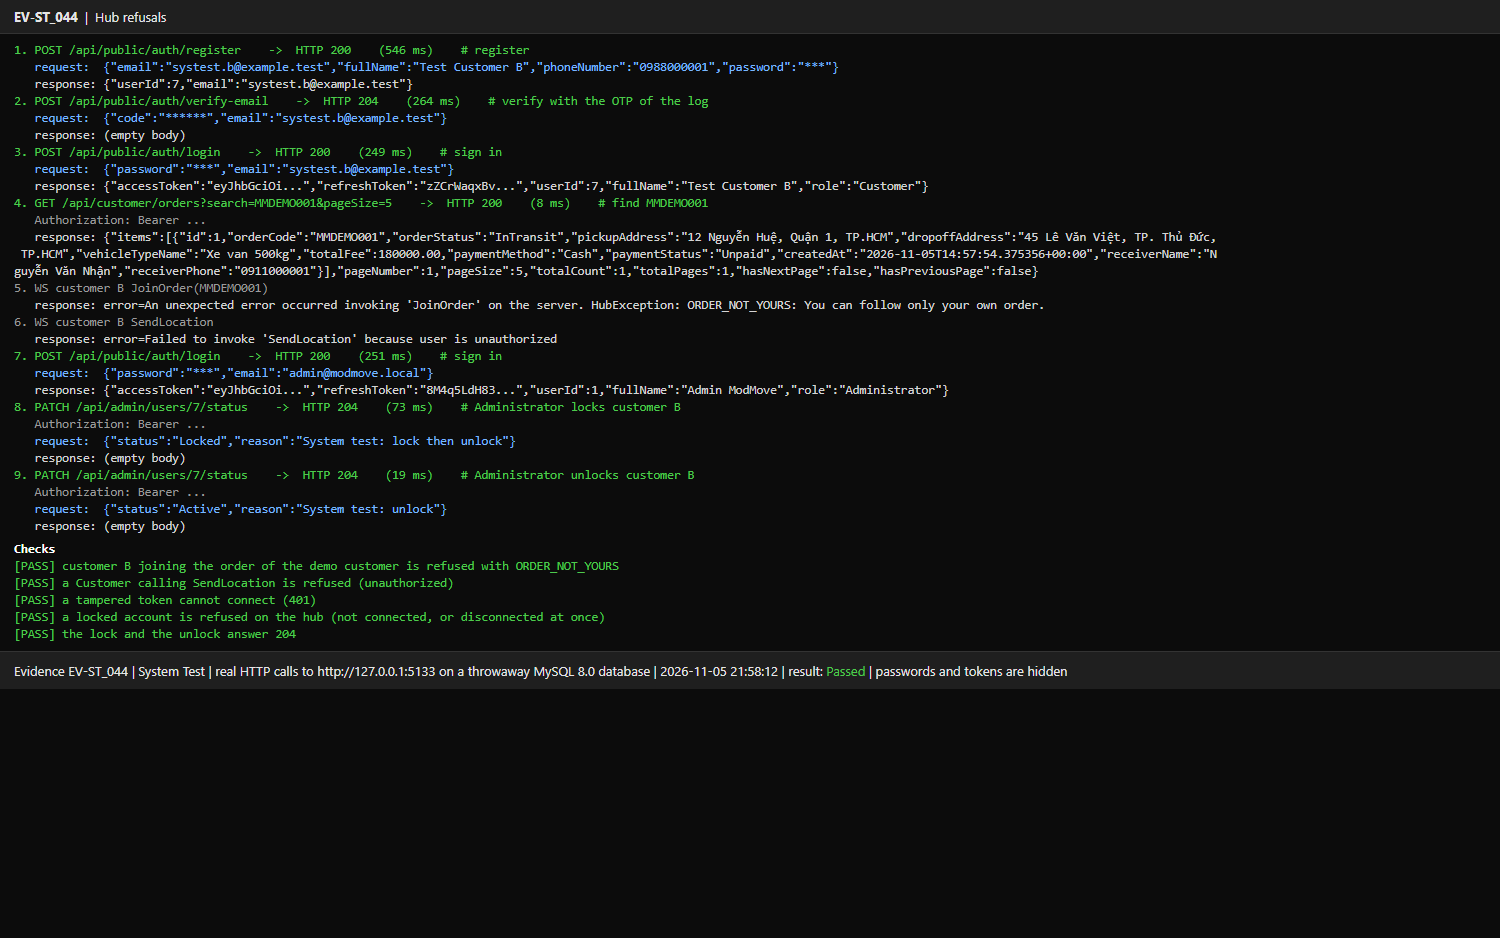 EV-ST_044 | Hub refusals
1. POST /api/public/auth/register -> HTTP 200 (546 ms) # register
request: {"email":"systest.b@example.test","fullName":"Test Customer B","phoneNumber":"0988000001","password":"***"}
response: {"userId":7,"email":"systest.b@example.test"}
2. POST /api/public/auth/verify-email -> HTTP 204 (264 ms) # verify with the OTP of the log
request: {"code":"******","email":"systest.b@example.test"}
response: (empty body)
3. POST /api/public/auth/login -> HTTP 200 (249 ms) # sign in
request: {"password":"***","email":"systest.b@example.test"}
response: {"accessToken":"eyJhbGciOi...","refreshToken":"zZCrWaqxBv...","userId":7,"fullName":"Test Customer B","role":"Customer"}
4. GET /api/customer/orders?search=MMDEMO001&pageSize=5 -> HTTP 200 (8 ms) # find MMDEMO001
Authorization: Bearer ...
response: {"items":[{"id":1,"orderCode":"MMDEMO001","orderStatus":"InTransit","pickupAddress":"12 Nguyễn Huệ, Quận 1, TP.HCM","dropoffAddress":"45 Lê Văn Việt, TP. Thủ Đức,
TP.HCM","vehicleTypeName":"Xe van 500kg","totalFee":180000.00,"paymentMethod":"Cash","paymentStatus":"Unpaid","createdAt":"2026-11-05T14:57:54.375356+00:00","receiverName":"N
guyễn Văn Nhận","receiverPhone":"0911000001"}],"pageNumber":1,"pageSize":5,"totalCount":1,"totalPages":1,"hasNextPage":false,"hasPreviousPage":false}
5. WS customer B JoinOrder(MMDEMO001)
response: error=An unexpected error occurred invoking 'JoinOrder' on the server. HubException: ORDER_NOT_YOURS: You can follow only your own order.
6. WS customer B SendLocation
response: error=Failed to invoke 'SendLocation' because user is unauthorized
7. POST /api/public/auth/login -> HTTP 200 (251 ms) # sign in
request: {"password":"***","email":"admin@modmove.local"}
response: {"accessToken":"eyJhbGciOi...","refreshToken":"8M4q5LdH83...","userId":1,"fullName":"Admin ModMove","role":"Administrator"}
8. PATCH /api/admin/users/7/status -> HTTP 204 (73 ms) # Administrator locks customer B
Authorization: Bearer ...
request: {"status":"Locked","reason":"System test: lock then unlock"}
response: (empty body)
9. PATCH /api/admin/users/7/status -> HTTP 204 (19 ms) # Administrator unlocks customer B
Authorization: Bearer ...
request: {"status":"Active","reason":"System test: unlock"}
response: (empty body)
Checks
[PASS] customer B joining the order of the demo customer is refused with ORDER_NOT_YOURS
[PASS] a Customer calling SendLocation is refused (unauthorized)
[PASS] a tampered token cannot connect (401)
[PASS] a locked account is refused on the hub (not connected, or disconnected at once)
[PASS] the lock and the unlock answer 204
Evidence EV-ST_044 | System Test | real HTTP calls to http://127.0.0.1:5133 on a throwaway MySQL 8.0 database | 2026-11-05 21:58:12 | result: Passed | passwords and tokens are hidden